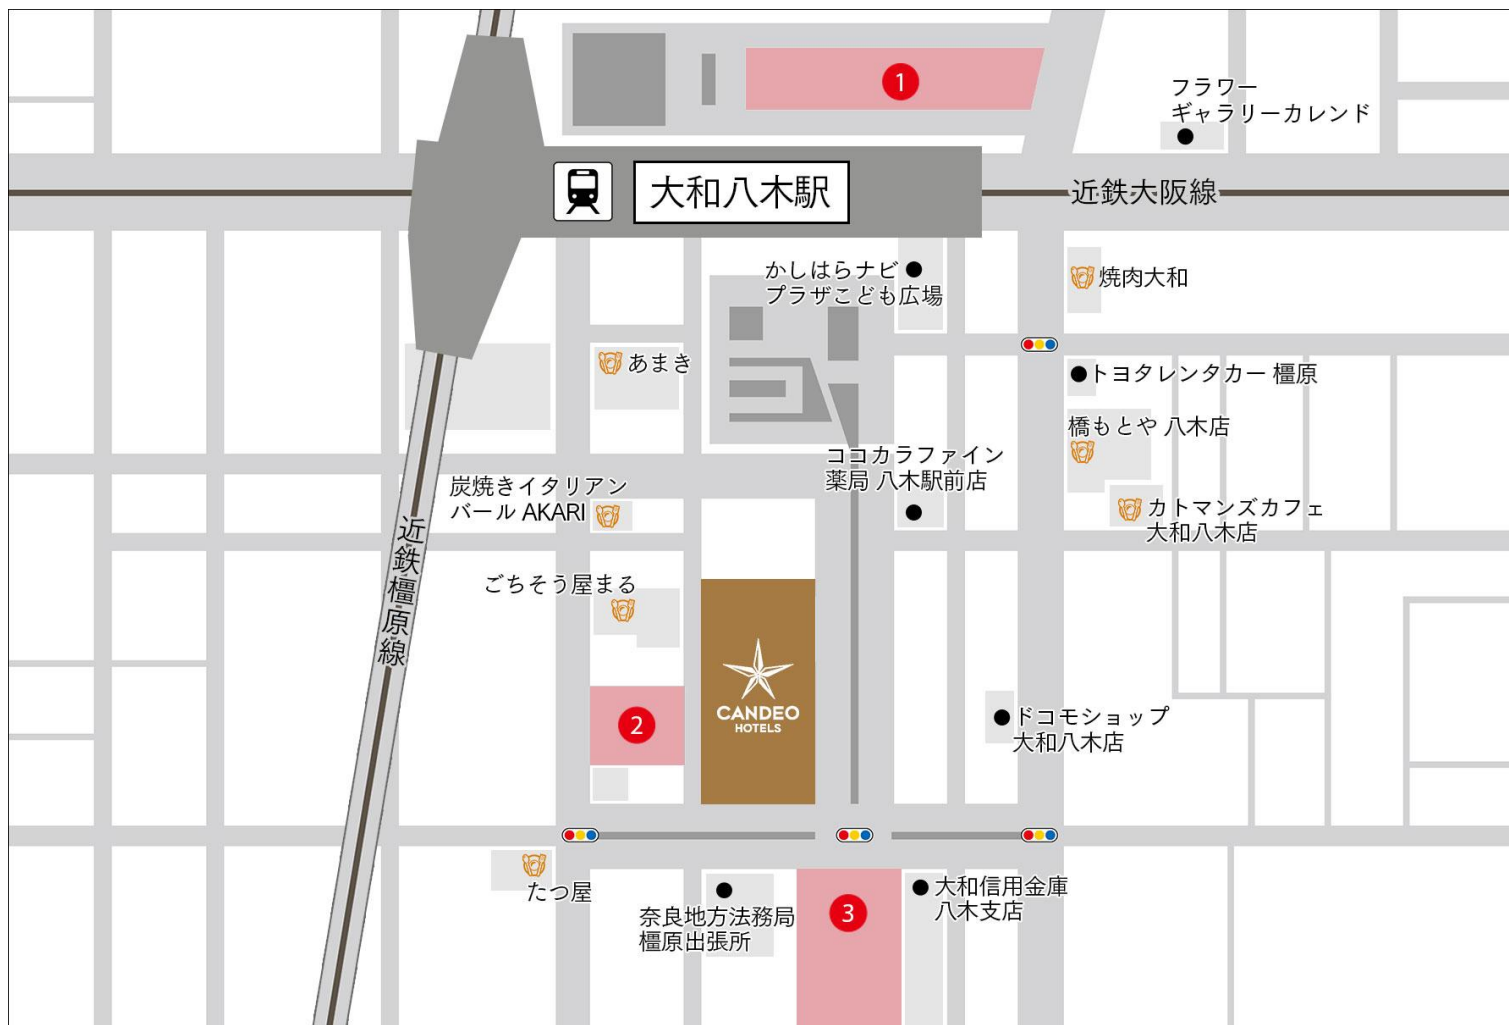 1
フラワー
ギャラリーカレンド
大和八木駅
近鉄大阪線
かしはらナビ
プラザこども広場
焼肉大和
あまき
トヨタレンタカー 橿原
橋もとや 八木店
ココカラファイン
薬局 八木駅前店
炭焼きイタリアン
バール AKARI
カトマンズカフェ
大和八木店
近鉄橿原線
ごちそう屋まる
2
CANDEO
HOTELS
ドコモショップ
大和八木店
たつ屋
奈良地方法務局
橿原出張所
3
大和信用金庫
八木支店